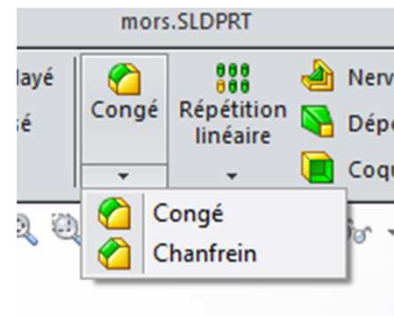 mors.SLDPRT
Congé
Répétition
linéaire
Congé
Chanfrein